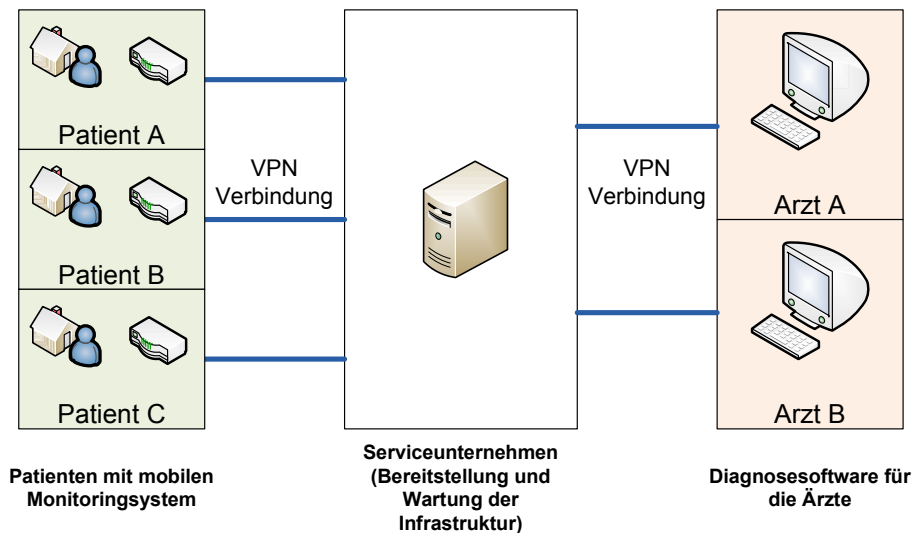 Patient A
Patient B
Patient C
VPN
Verbindung
VPN
Verbindung
Arzt A
Arzt B
Patienten mit mobilen
Monitoringsystem
Serviceunternehmen
(Bereitstellung und
Wartung der
Infrastruktur)
Diagnosesoftware für
die Ärzte